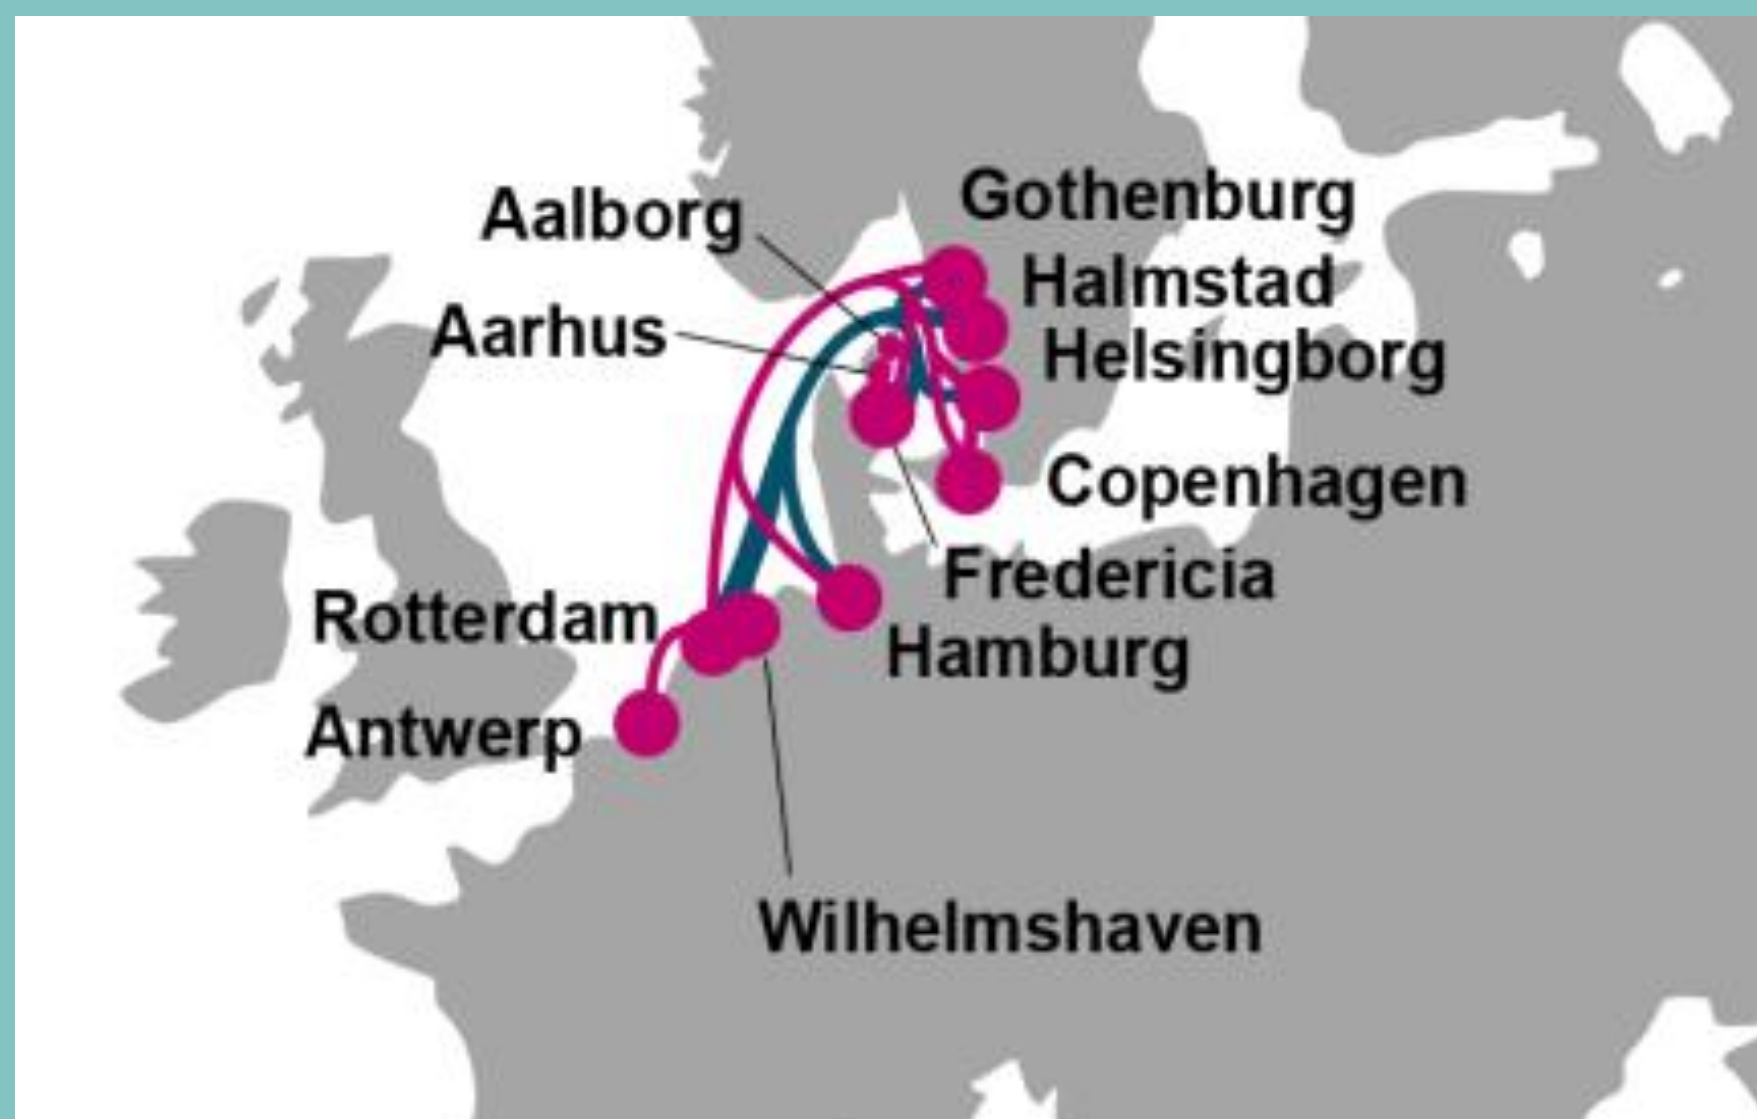 Gothenburg
Aalborg
Halmstad
Aarhus
Helsingborg
Copenhagen
Fredericia
Rotterdam
Hamburg
Antwerp
Wilhelmshaven